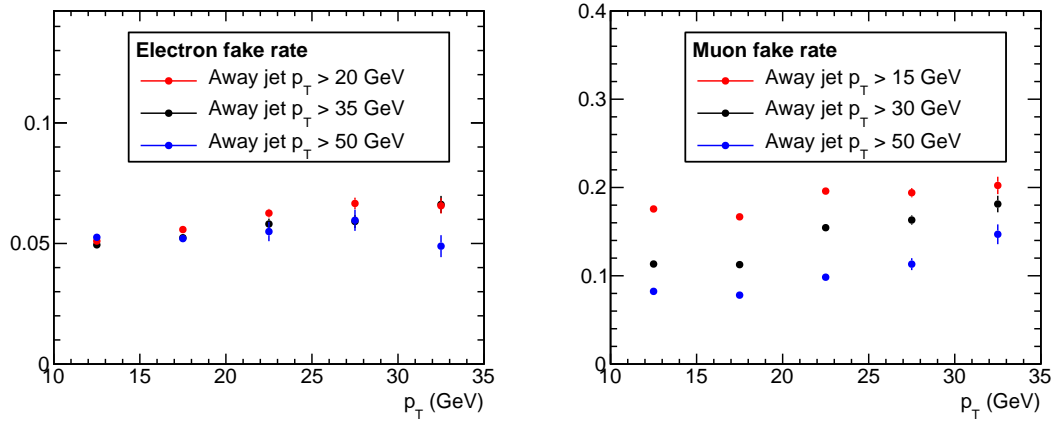 Electron fake rate
Away jet p_T > 20 GeV
Away jet p_T > 35 GeV
Away jet p_T > 50 GeV
0.1
0.05
0
10 15 20 25 30 35
p_T (GeV)
Muon fake rate
Away jet p_T > 15 GeV
Away jet p_T > 30 GeV
Away jet p_T > 50 GeV
0.4
0.3
0.2
0.1
0
10 15 20 25 30 35
p_T (GeV)